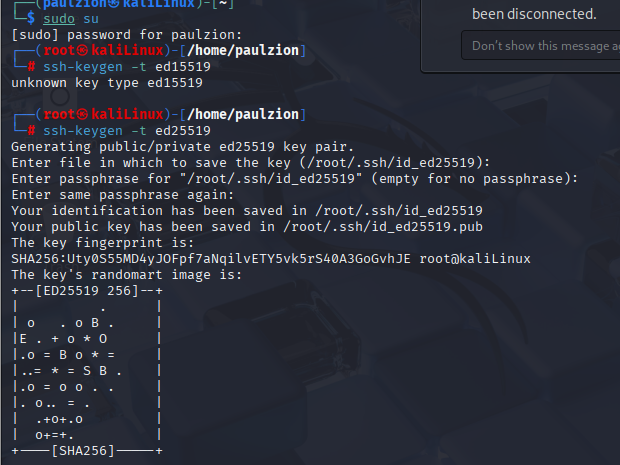 ┌──(paulzion㉿kaliLinux)-[~]
└─$ sudo su
[sudo] password for paulzion:
┌──(root㉿kaliLinux)-[/home/paulzion]
└─# ssh-keygen -t ed15519
unknown key type ed15519
┌──(root㉿kaliLinux)-[/home/paulzion]
└─# ssh-keygen -t ed25519
Generating public/private ed25519 key pair.
Enter file in which to save the key (/root/.ssh/id_ed25519):
Enter passphrase for "/root/.ssh/id_ed25519" (empty for no passphrase):
Enter same passphrase again:
Your identification has been saved in /root/.ssh/id_ed25519
Your public key has been saved in /root/.ssh/id_ed25519.pub
The key fingerprint is:
SHA256:Uty0S55MD4yJOFpf7aNqilvETY5vk5rS40A3GoGvhJE root@kaliLinux
The key's randomart image is:
+--[ED25519 256]--+
|          .      |
| o   . o B .     |
|E . + o * O      |
|.o = B o * =     |
|..= * = S B .    |
|.o = o o . .     |
|. o.. = .        |
|  .+o+.o         |
|  o+=+.          |
+----[SHA256]-----+
been disconnected.
Don't show this message